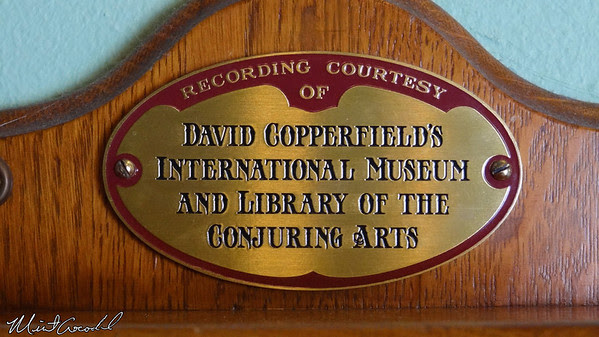 RECORDING COURTESY
OF
DAVID COPPERFIELD'S
INTERNATIONAL MUSEUM
AND LIBRARY OF THE
CONJURING ARTS